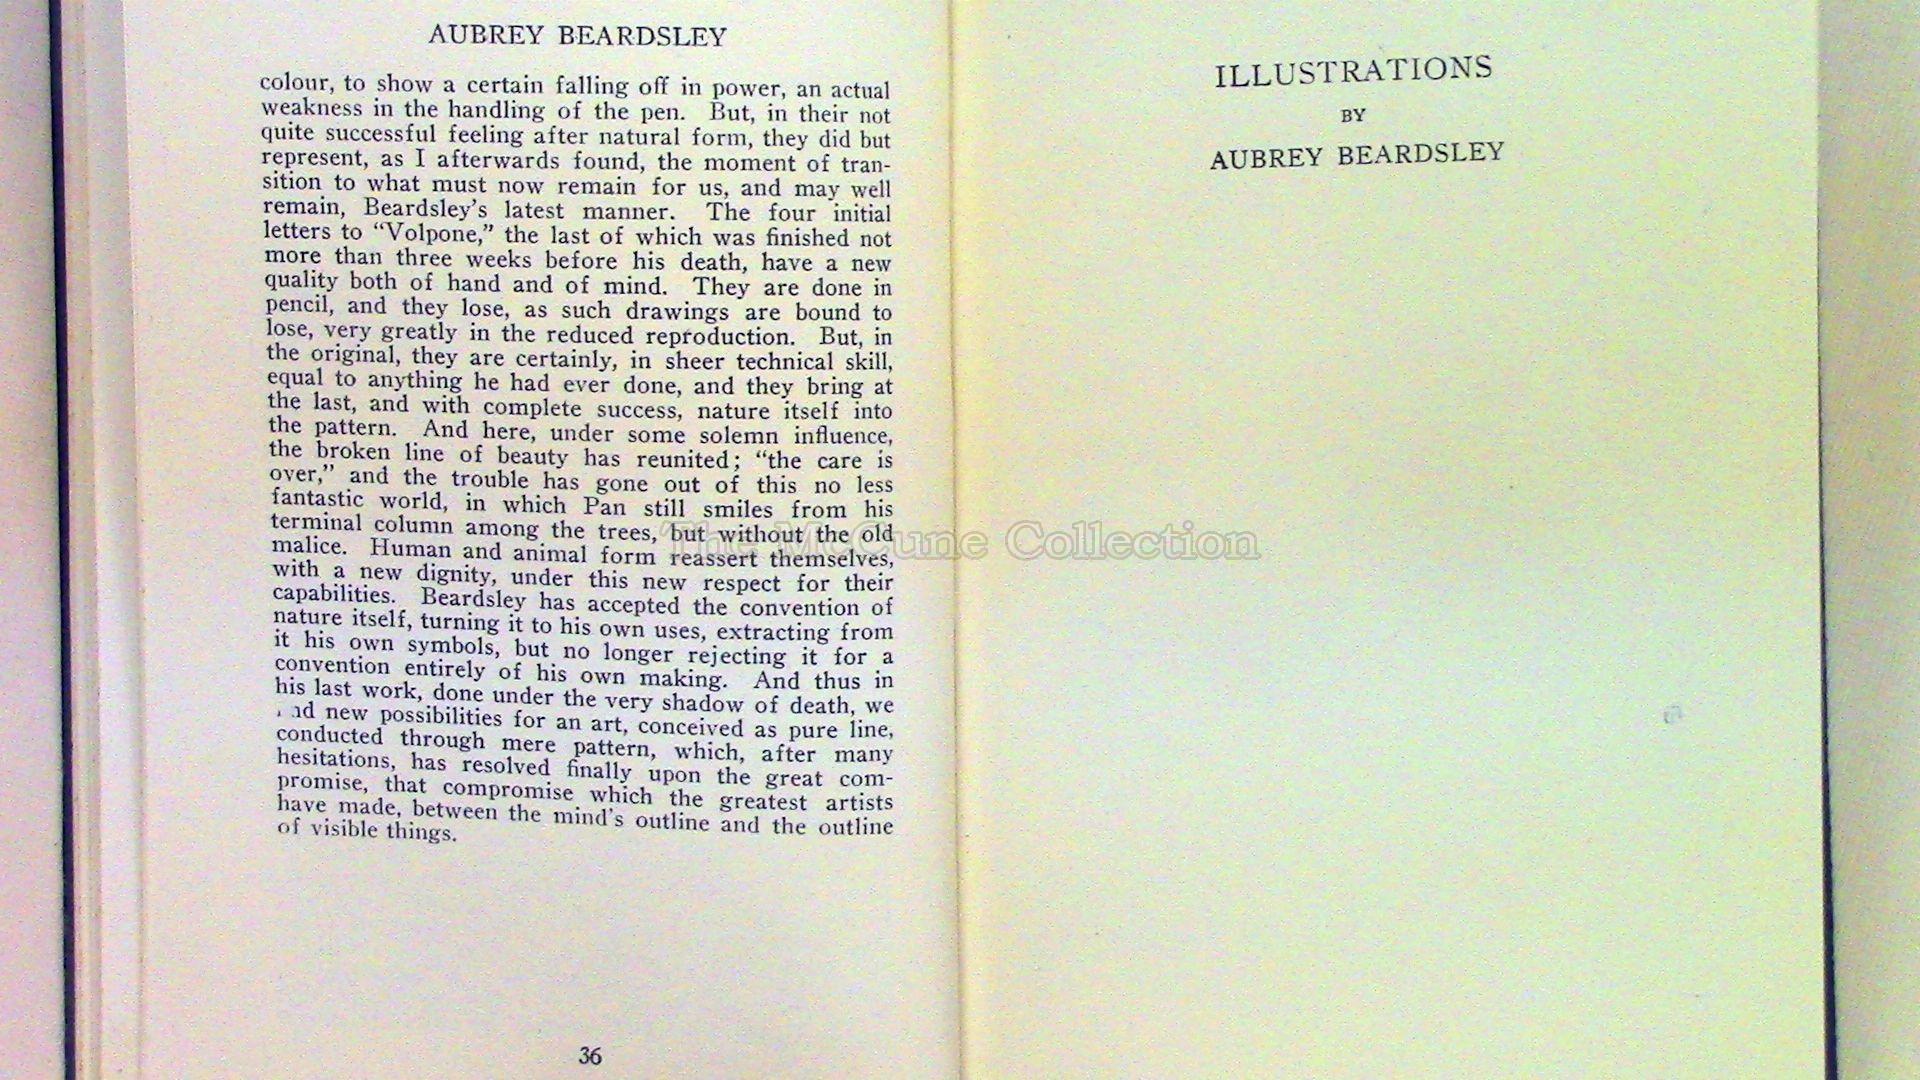 AUBREY BEARDSLEY
colour, to show a certain falling off in power, an actual
weakness in the handling of the pen. But, in their not
quite successful feeling after natural form, they did but
represent, as I afterwards found, the moment of tran-
sition to what must now remain for us, and may well
remain, Beardsley's latest manner. The four initial
letters to “Volpone,” the last of which was finished not
more than three weeks before his death, have a new
quality both of hand and of mind. They are done in
pencil, and they lose, as such drawings are bound to
lose, very greatly in the reduced reproduction. But, in
the original, they are certainly, in sheer technical skill,
equal to anything he had ever done, and they bring at
the last, and with complete success, nature itself into
the pattern. And here, under some solemn influence,
the broken line of beauty has reunited; “the care is
over,” and the trouble has gone out of this no less
fantastic world, in which Pan still smiles from his
terminal column among the trees, but without the old
malice. Human and animal form reassert themselves,
with a new dignity, under this new respect for their
capabilities. Beardsley has accepted the convention of
nature itself, turning it to his own uses, extracting from
it his own symbols, but no longer rejecting it for a
convention entirely of his own making. And thus in
his last work, done under the very shadow of death, we
new possibilities for an art, conceived as pure line,
conducted through mere pattern, which, after many
hesitations, has resolved finally upon the great com-
promise, that compromise which the greatest artists
have made, between the mind's outline and the outline
of visible things.
36
ILLUSTRATIONS
BY
AUBREY BEARDSLEY
The McCune Collection